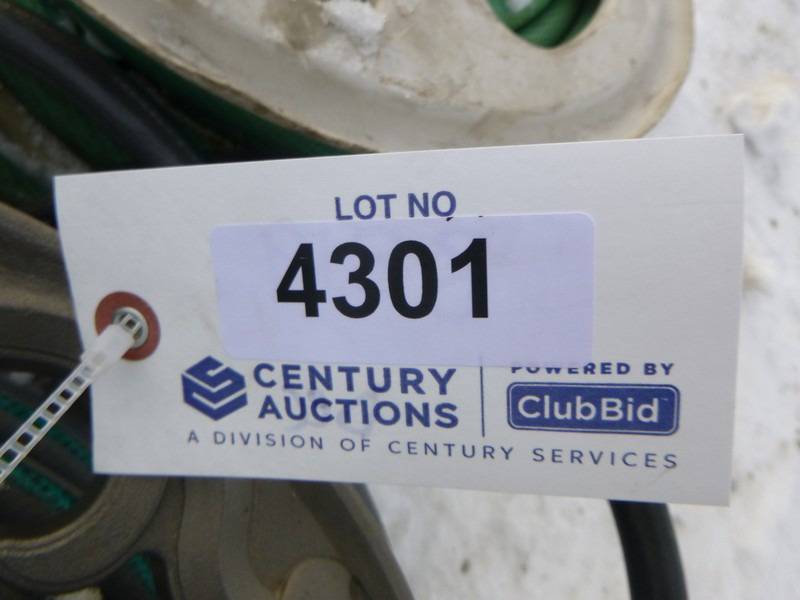 LOT NO
4301
CENTURY
AUCTIONS
POWERED BY
ClubBid
A DIVISION OF CENTURY SERVICES